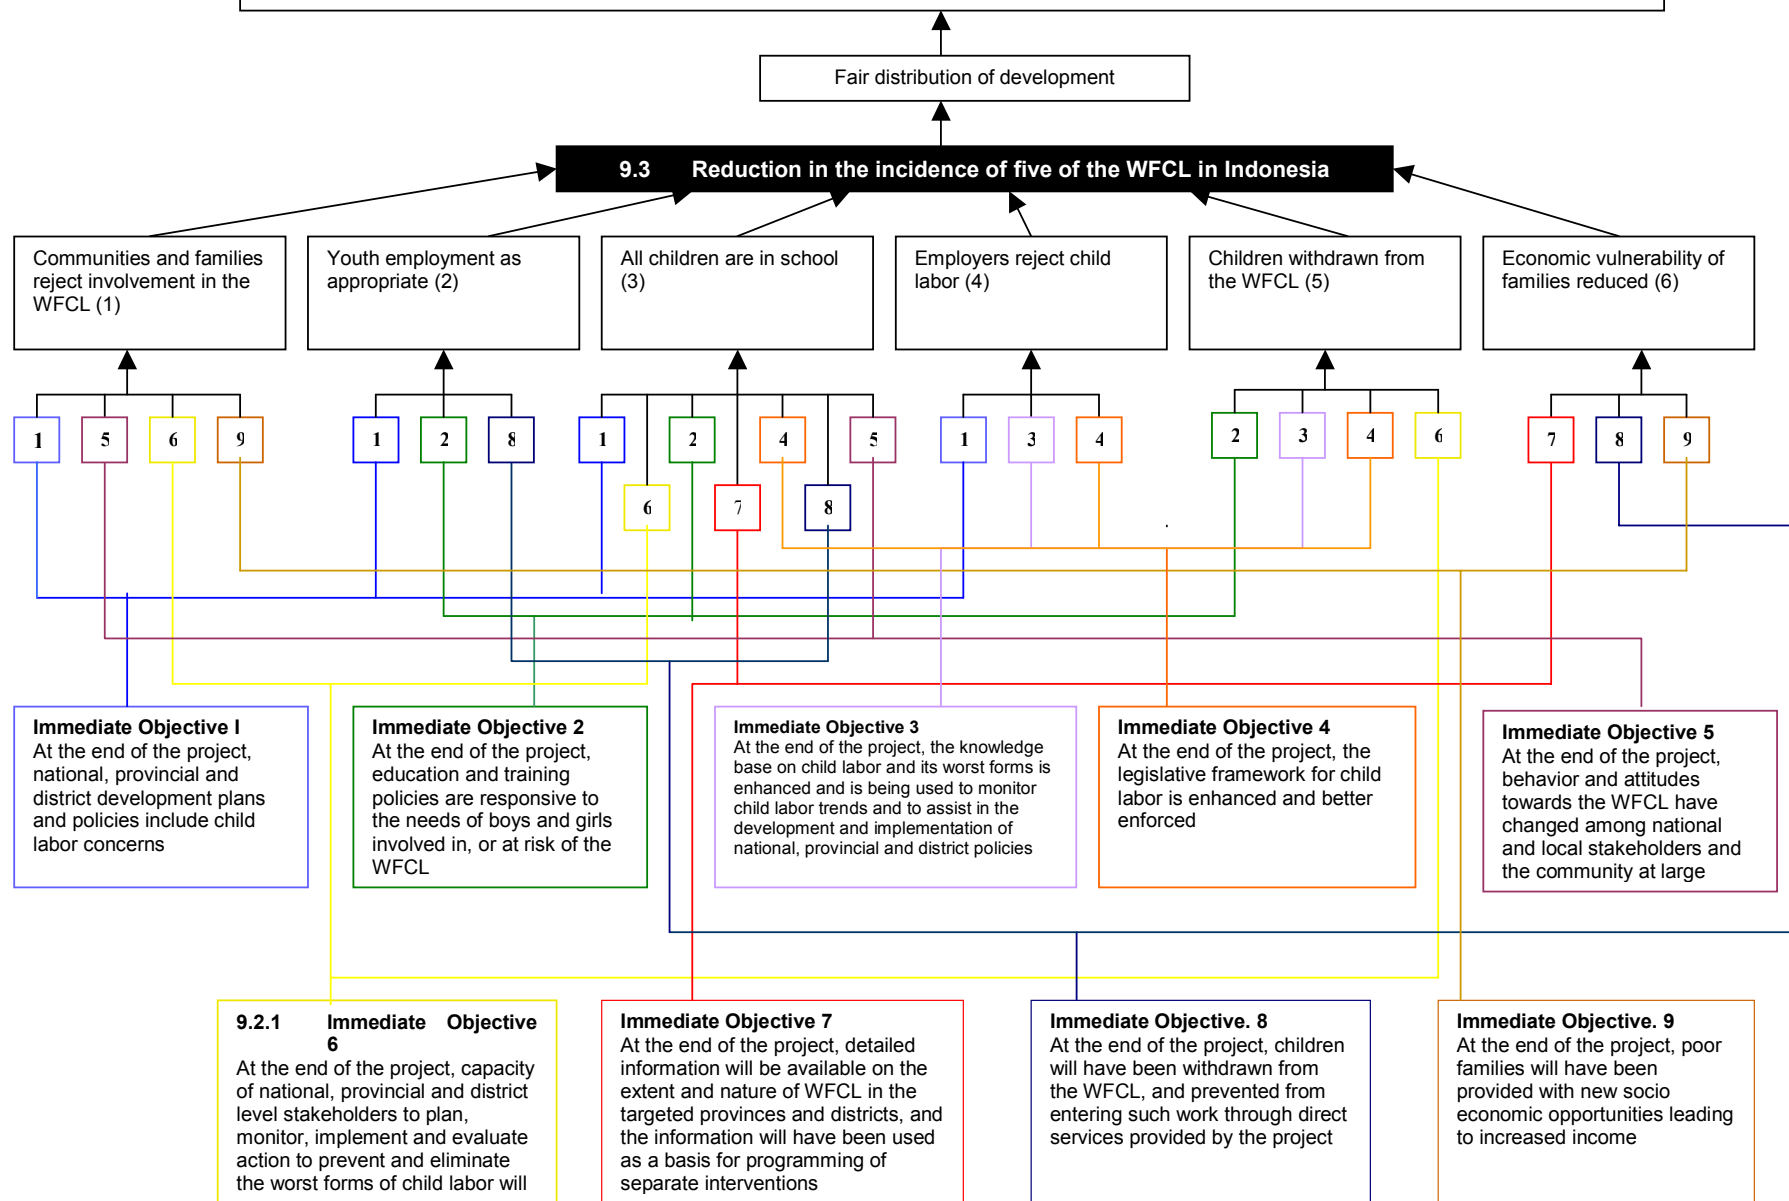 Fair distribution of development
9.3 Reduction in the incidence of five of the WFCL in Indonesia
Communities and families
reject involvement in the
WFCL (1)
Youth employment as
appropriate (2)
All children are in school
(3)
Employers reject child
labor (4)
Children withdrawn from
the WFCL (5)
Economic vulnerability of
families reduced (6)
1 5 6 9
1 2 8
1 2 4 5
6 7 8
1 3 4
2 3 4 6
7 8 9
Immediate Objective I
At the end of the project,
national, provincial and
district development plans
and policies include child
labor concerns
Immediate Objective 2
At the end of the project,
education and training
policies are responsive to
the needs of boys and girls
involved in, or at risk of the
WFCL
Immediate Objective 3
At the end of the project, the knowledge
base on child labor and its worst forms is
enhanced and is being used to monitor
child labor trends and to assist in the
development and implementation of
national, provincial and district policies
Immediate Objective 4
At the end of the project, the
legislative framework for child
labor is enhanced and better
enforced
Immediate Objective 5
At the end of the project,
behavior and attitudes
towards the WFCL have
changed among national
and local stakeholders and
the community at large
9.2.1 Immediate Objective
6
At the end of the project, capacity
of national, provincial and district
level stakeholders to plan,
monitor, implement and evaluate
action to prevent and eliminate
the worst forms of child labor will
Immediate Objective 7
At the end of the project, detailed
information will be available on the
extent and nature of WFCL in the
targeted provinces and districts, and
the information will have been used
as a basis for programming of
separate interventions
Immediate Objective. 8
At the end of the project, children
will have been withdrawn from
the WFCL, and prevented from
entering such work through direct
services provided by the project
Immediate Objective. 9
At the end of the project, poor
families will have been
provided with new socio
economic opportunities leading
to increased income